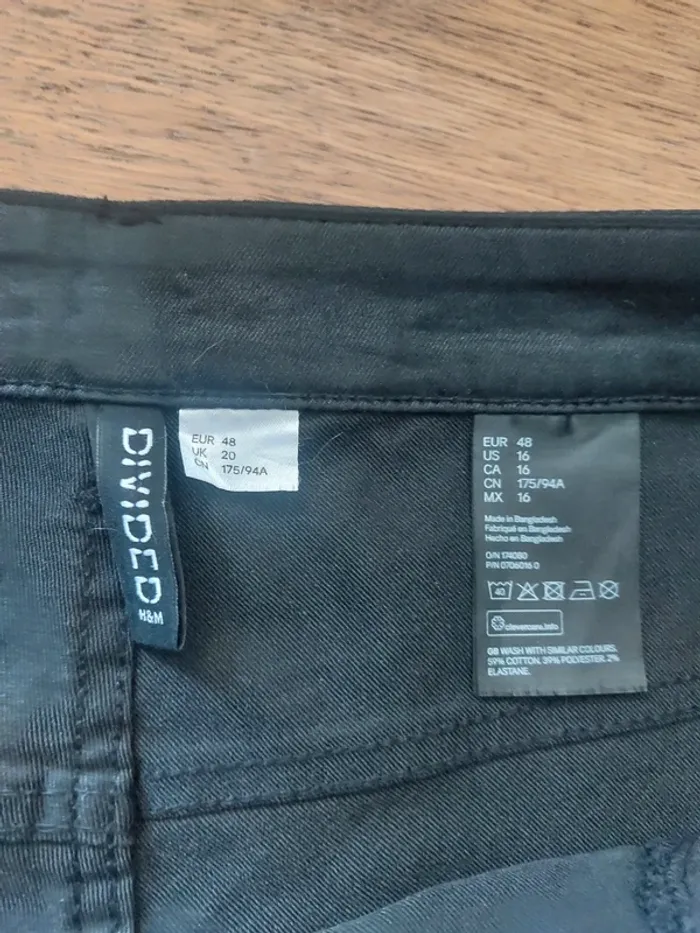 DIVIDED
H&M
EUR 48
UK 20
CN 175/94A
EUR 48
US 16
CA 16
CN 175/94A
MX 16
Made in Bangladesh
Fabriqué en Bangladesh
Hecho en Bangladesh
O/N 174080
P/N 0706016 0
40
clevercare.info
GB WASH WITH SIMILAR COLOURS.
59% COTTON. 39% POLYESTER. 2%
ELASTANE.